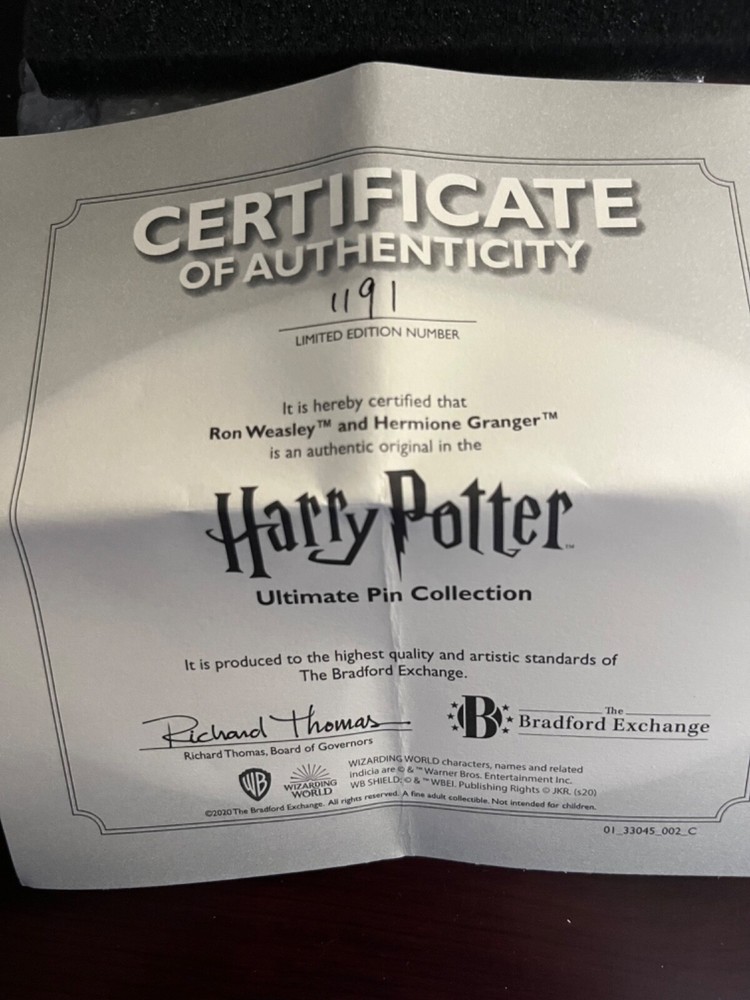 CERTIFICATE
OF AUTHENTICITY
1191
LIMITED EDITION NUMBER
It is hereby certified that
Ron Weasley™ and Hermione Granger™
is an authentic original in the
Harry Potter™
Ultimate Pin Collection
It is produced to the highest quality and artistic standards of
The Bradford Exchange.
Richard Thomas
Richard Thomas, Board of Governors
B
The
Bradford Exchange
WB
WIZARDING
WORLD
WIZARDING WORLD characters, names and related
indicia are © & ™ Warner Bros. Entertainment Inc.
WB SHIELD: © & ™ WBEI. Publishing Rights © JKR. (s20)
©2020 The Bradford Exchange. All rights reserved. A fine adult collectible. Not intended for children.
01_33045_002_C